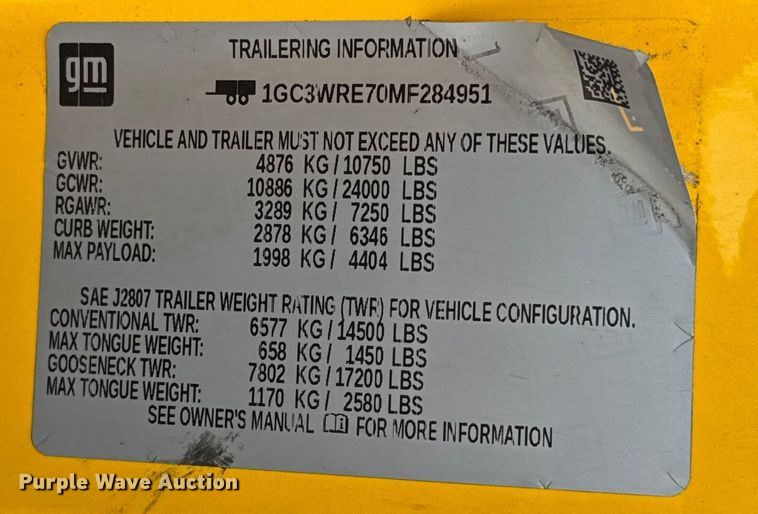 gm
TRAILERING INFORMATION
1GC3WRE70MF284951
VEHICLE AND TRAILER MUST NOT EXCEED ANY OF THESE VALUES.
GVWR: 4876 KG / 10750 LBS
GCWR: 10886 KG / 24000 LBS
RGAWR: 3289 KG / 7250 LBS
CURB WEIGHT: 2878 KG / 6346 LBS
MAX PAYLOAD: 1998 KG / 4404 LBS
SAE J2807 TRAILER WEIGHT RATING (TWR) FOR VEHICLE CONFIGURATION.
CONVENTIONAL TWR: 6577 KG / 14500 LBS
MAX TONGUE WEIGHT: 658 KG / 1450 LBS
GOOSENECK TWR: 7802 KG / 17200 LBS
MAX TONGUE WEIGHT: 1170 KG / 2580 LBS
SEE OWNER'S MANUAL FOR MORE INFORMATION
Purple Wave Auction